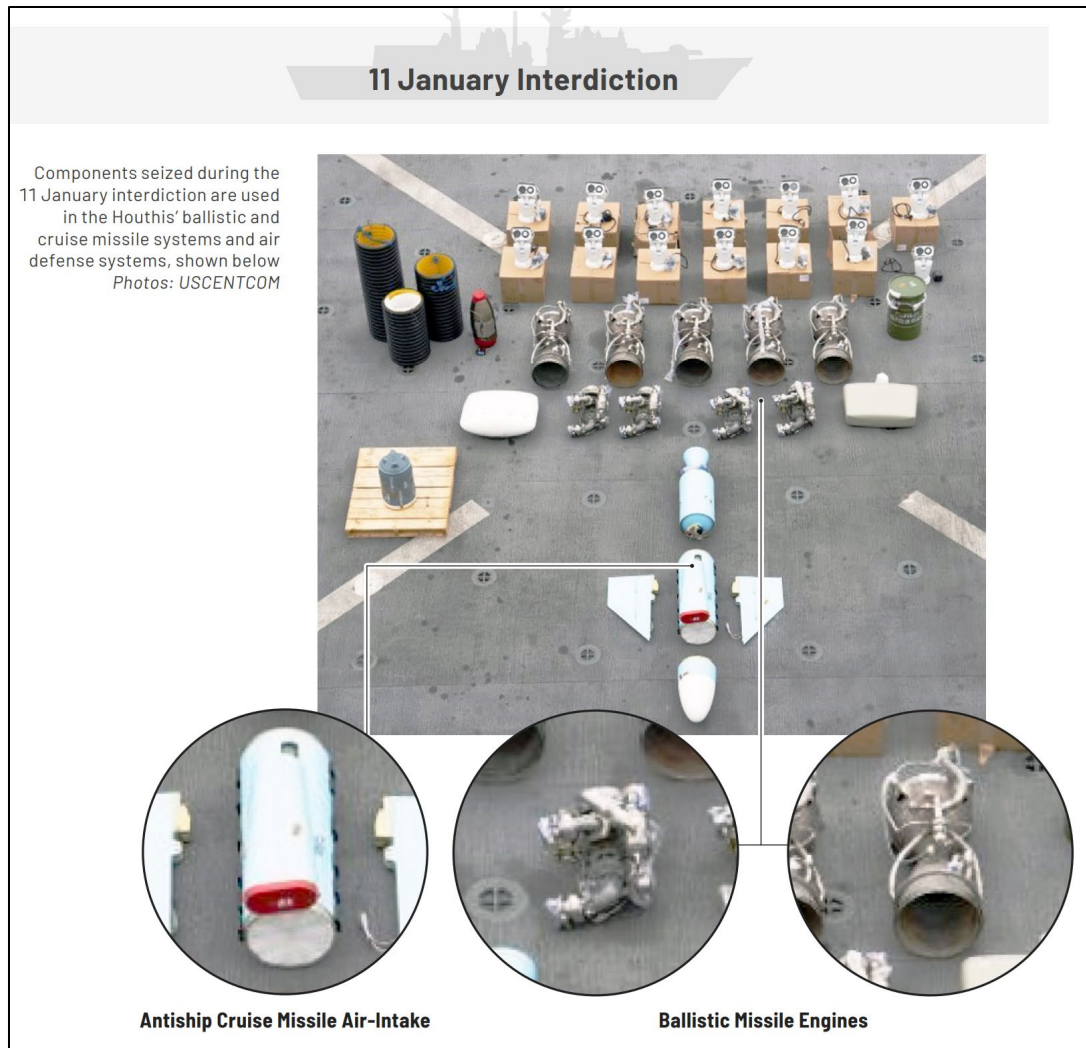 11 January Interdiction
Components seized during the
11 January interdiction are used
in the Houthis’ ballistic and
cruise missile systems and air
defense systems, shown below
Photos: USCENTCOM
Antiship Cruise Missile Air-Intake
Ballistic Missile Engines